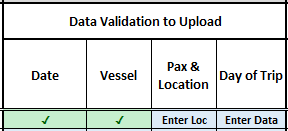 Data Validation to Upload
Date Vessel Pax & Location Day of Trip
✓ ✓ Enter Loc Enter Data